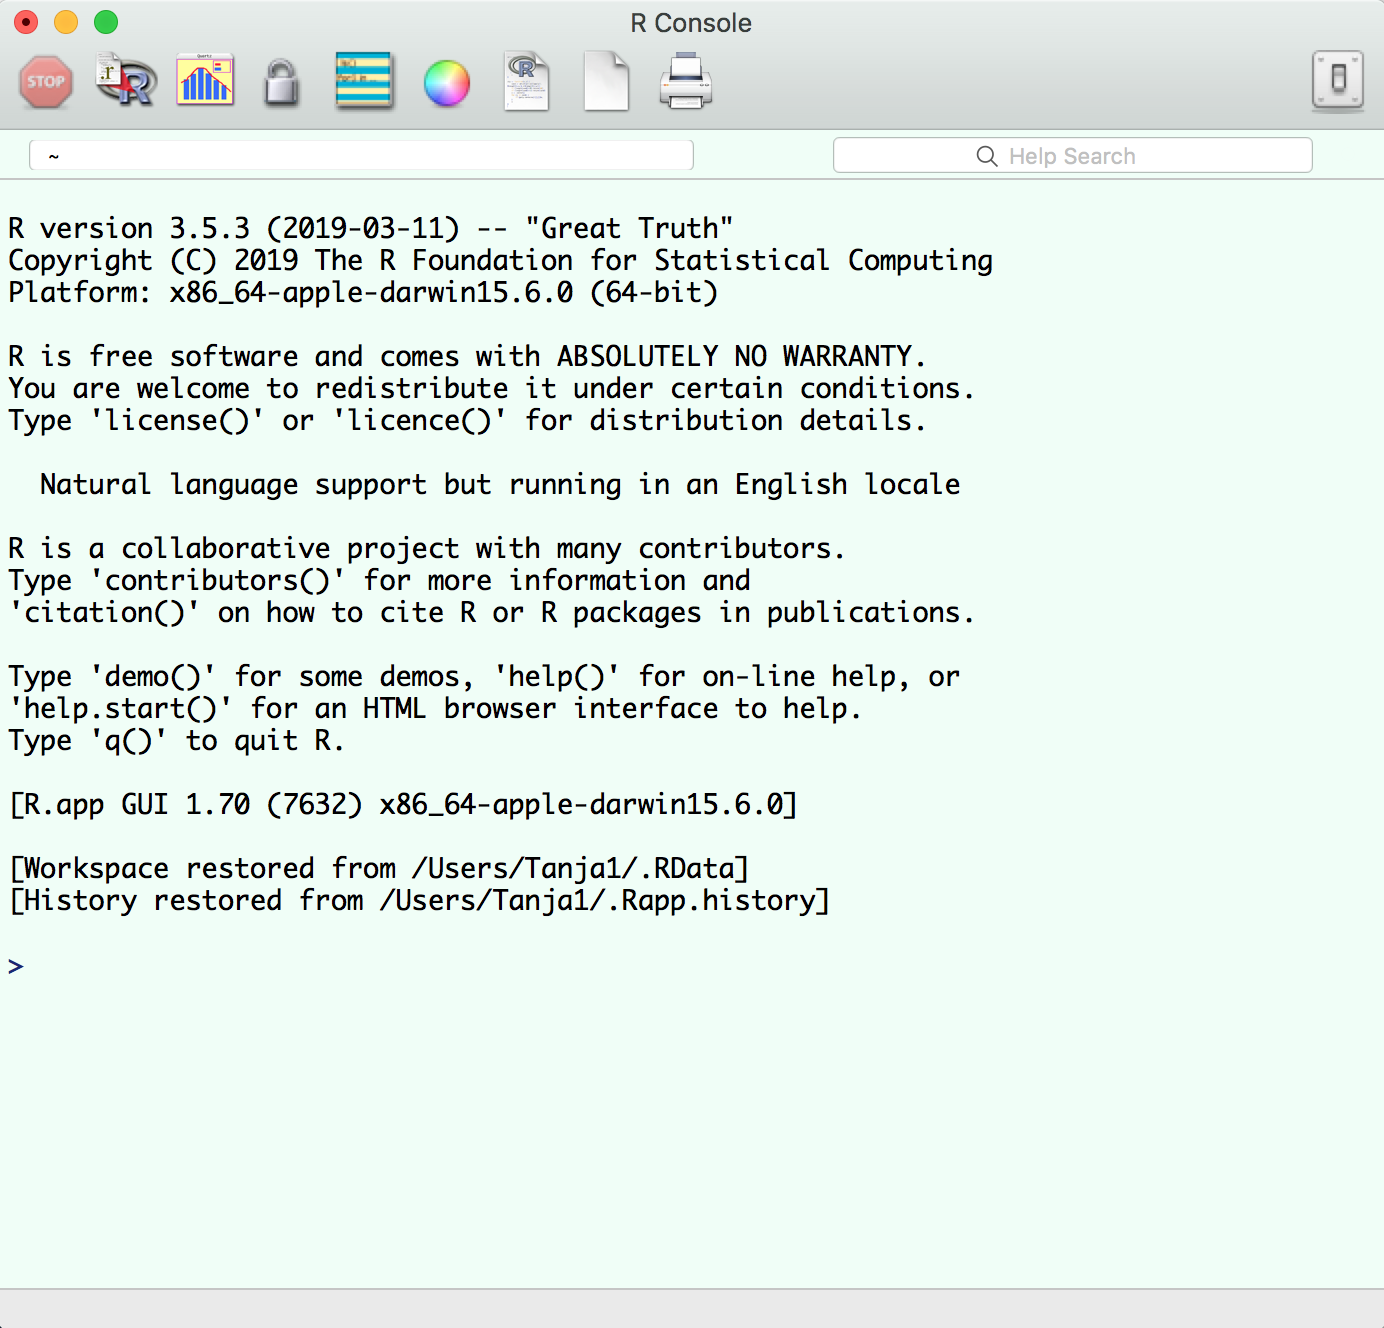 R Console
STOP
~
Help Search
R version 3.5.3 (2019-03-11) -- "Great Truth"
Copyright (C) 2019 The R Foundation for Statistical Computing
Platform: x86_64-apple-darwin15.6.0 (64-bit)
R is free software and comes with ABSOLUTELY NO WARRANTY.
You are welcome to redistribute it under certain conditions.
Type 'license()' or 'licence()' for distribution details.
  Natural language support but running in an English locale
R is a collaborative project with many contributors.
Type 'contributors()' for more information and
'citation()' on how to cite R or R packages in publications.
Type 'demo()' for some demos, 'help()' for on-line help, or
'help.start()' for an HTML browser interface to help.
Type 'q()' to quit R.
[R.app GUI 1.70 (7632) x86_64-apple-darwin15.6.0]
[Workspace restored from /Users/Tanja1/.RData]
[History restored from /Users/Tanja1/.Rapp.history]
>